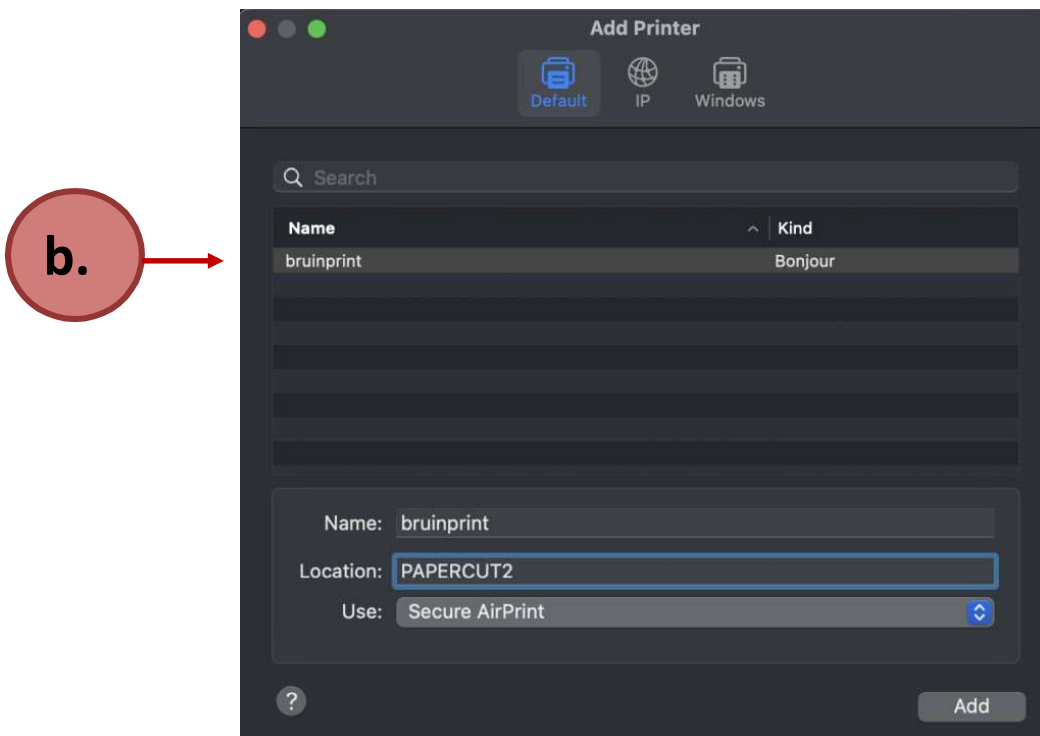 Add Printer
Default IP Windows
Search
Name Kind
b.
bruinprint Bonjour
Name: bruinprint
Location: PAPERCUT2
Use: Secure AirPrint
? Add